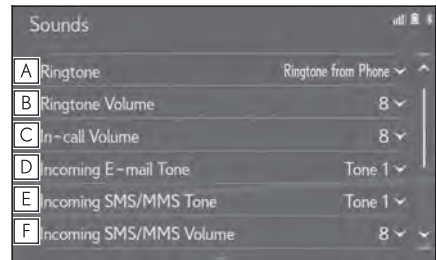 Sounds
A Ringtone Ringtone from Phone
B Ringtone Volume 8
C In-call Volume 8
D Incoming E-mail Tone Tone 1
E Incoming SMS/MMS Tone Tone 1
F Incoming SMS/MMS Volume 8